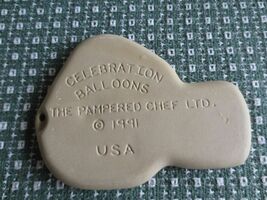 CELEBRATION
BALLOONS
THE PAMPERED CHEF LTD.
© 1991
USA